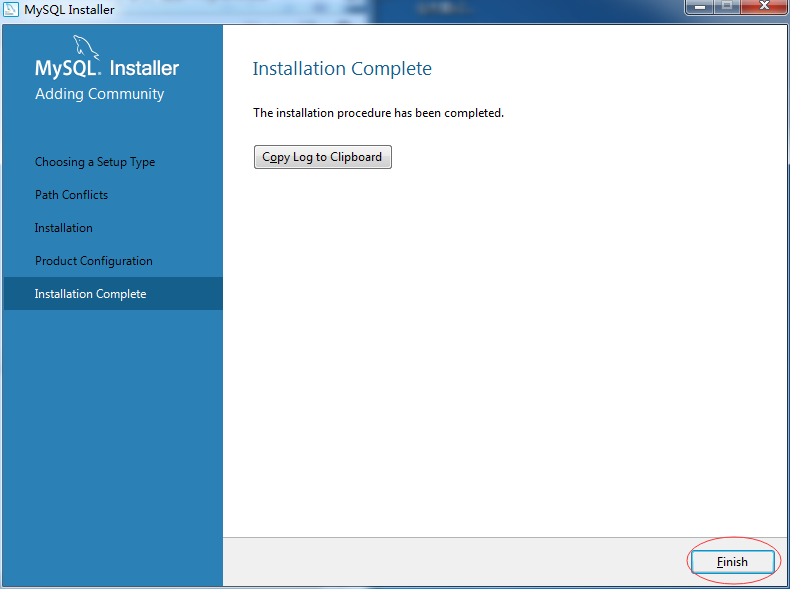 MySQL Installer
MySQL. Installer
Adding Community
Choosing a Setup Type
Path Conflicts
Installation
Product Configuration
Installation Complete
Installation Complete
The installation procedure has been completed.
Copy Log to Clipboard
Finish